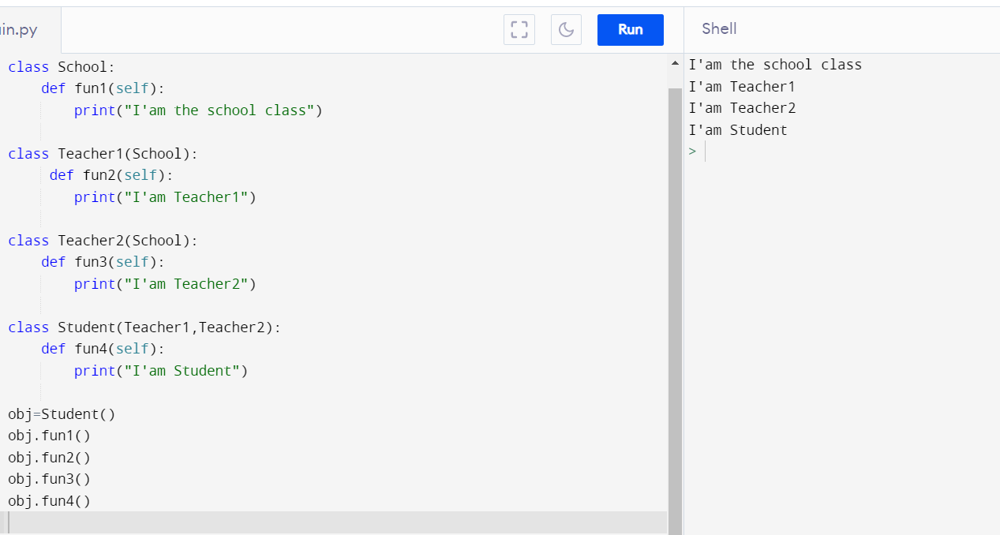 in.py
Run
Shell
class School:
    def fun1(self):
        print("I'am the school class")
class Teacher1(School):
     def fun2(self):
        print("I'am Teacher1")
class Teacher2(School):
    def fun3(self):
        print("I'am Teacher2")
class Student(Teacher1,Teacher2):
    def fun4(self):
        print("I'am Student")
obj=Student()
obj.fun1()
obj.fun2()
obj.fun3()
obj.fun4()
I'am the school class
I'am Teacher1
I'am Teacher2
I'am Student
>